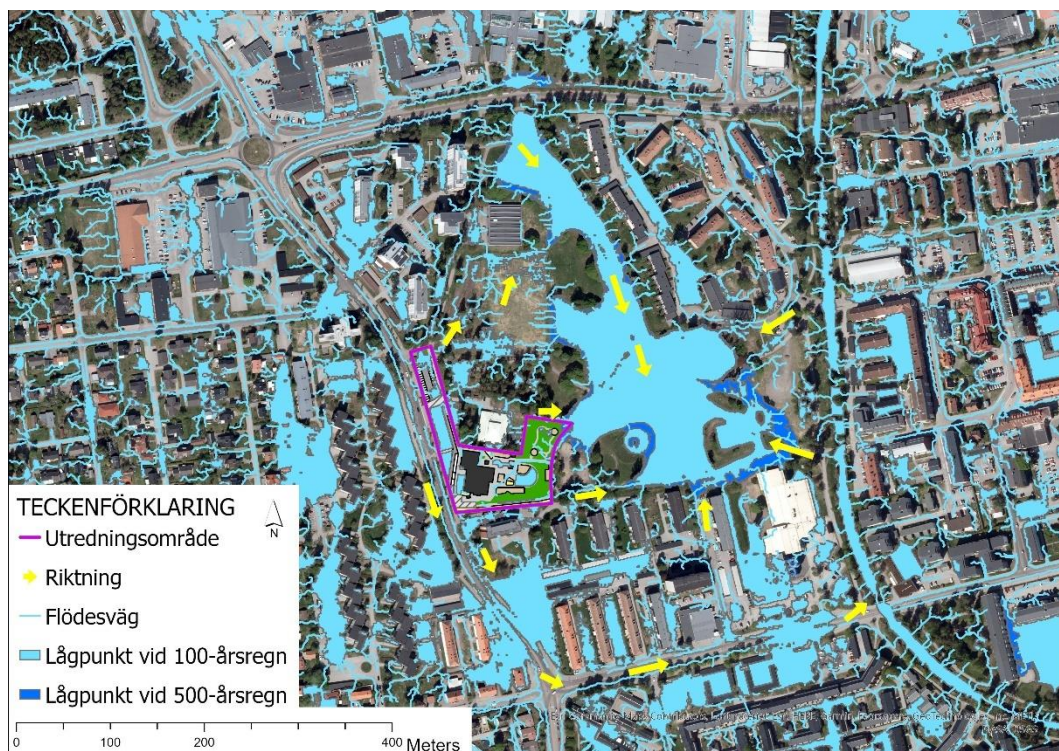 TECKENFÖRKLARING
N
Utredningsområde
Riktning
Flödesväg
Lågpunkt vid 100-årsregn
Lågpunkt vid 500-årsregn
0 100 200 400 Meters